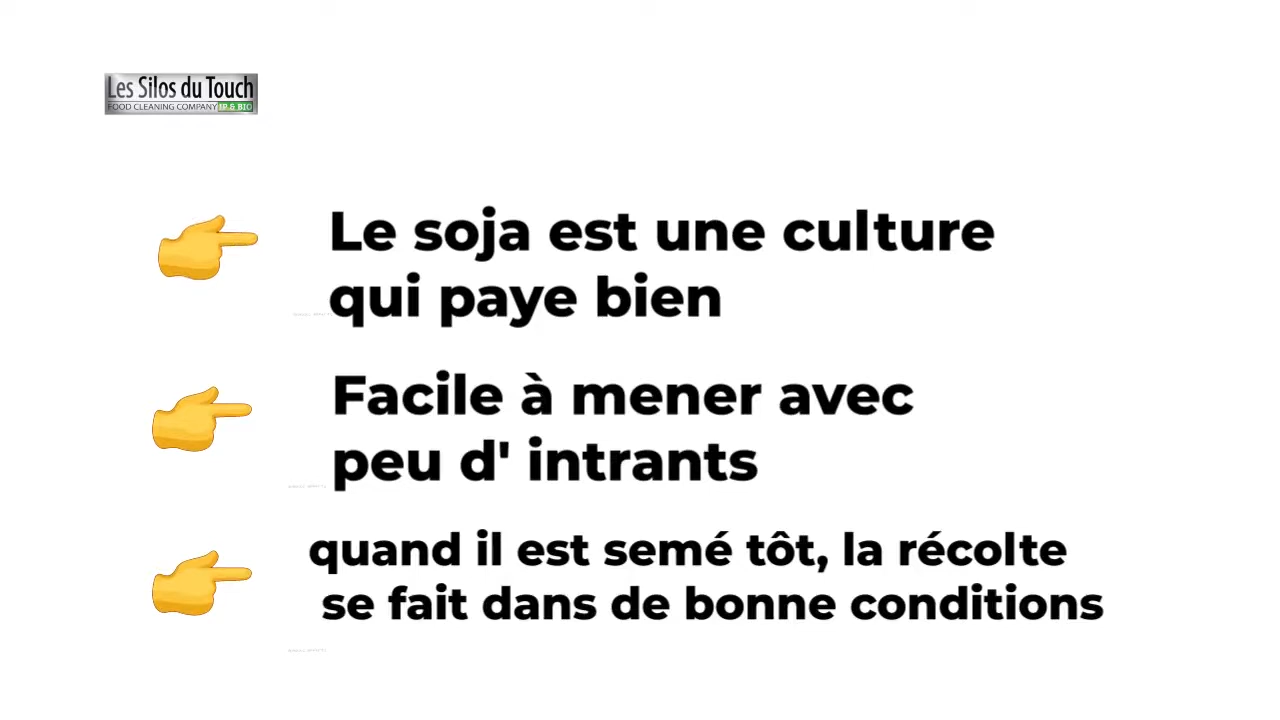 Les Silos du Touch
FOOD CLEANING COMPANY IP & BIO
Le soja est une culture
qui paye bien
Facile à mener avec
peu d' intrants
quand il est semé tôt, la récolte
se fait dans de bonne conditions